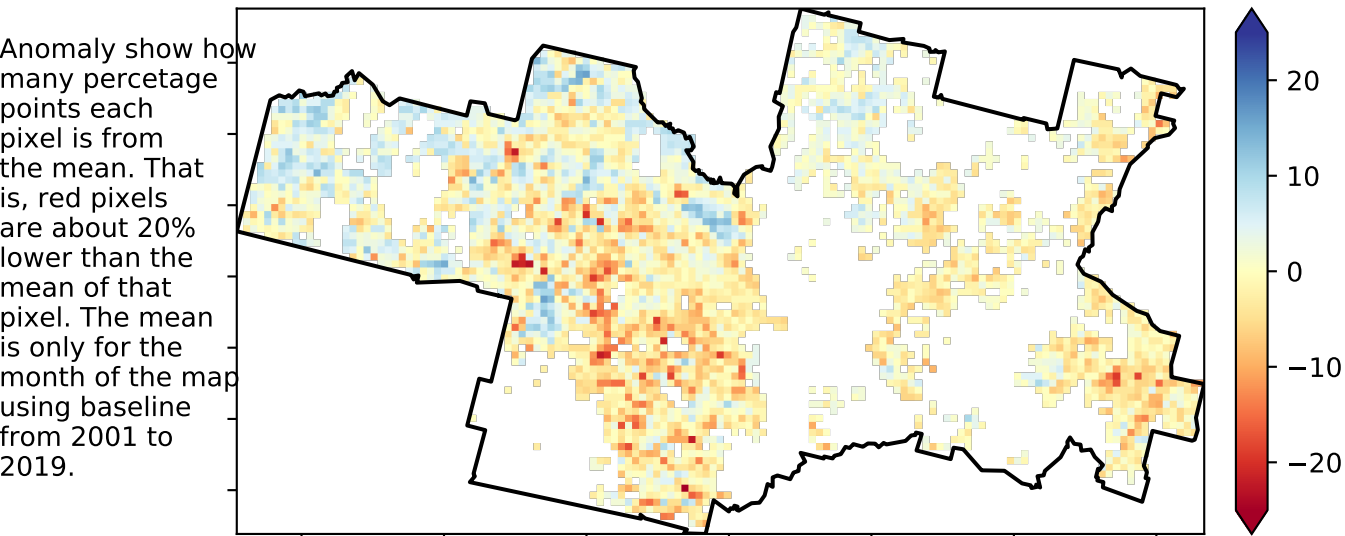 Anomaly show how
many percetage
points each
pixel is from
the mean. That
is, red pixels
are about 20%
lower than the
mean of that
pixel. The mean
is only for the
month of the map
using baseline
from 2001 to
2019.
20
10
0
−10
−20